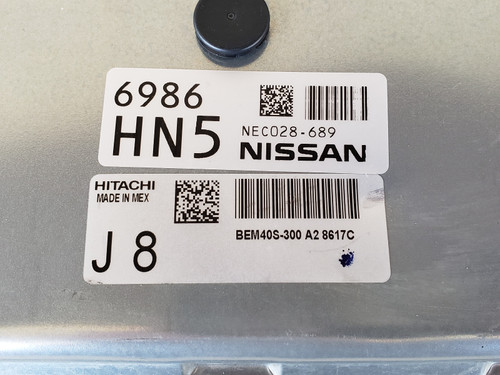 6986
HN5
NEC028-689
NISSAN
HITACHI
MADE IN MEX
J 8
BEM40S-300 A2 8617C